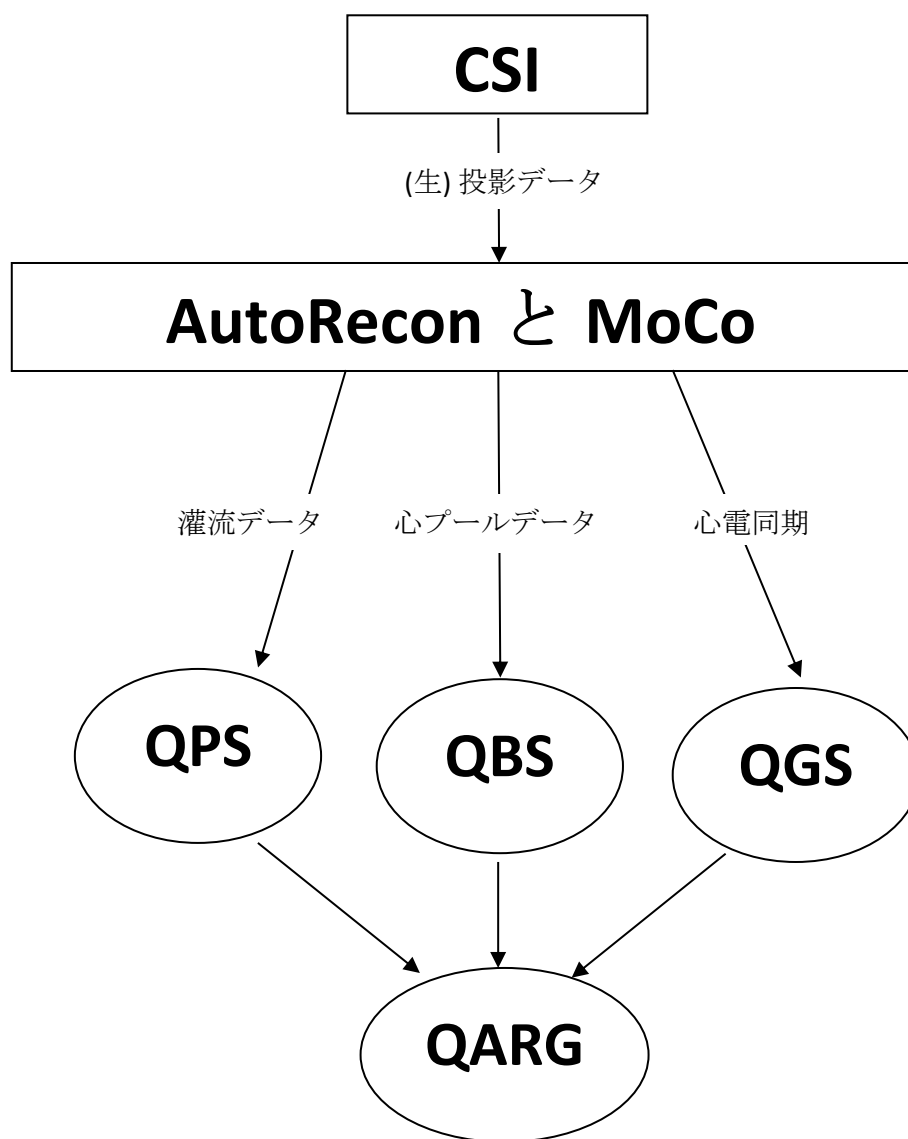 CSI
(生) 投影データ
AutoRecon と MoCo
灌流データ
心プールデータ
心電同期
QPS
QBS
QGS
QARG